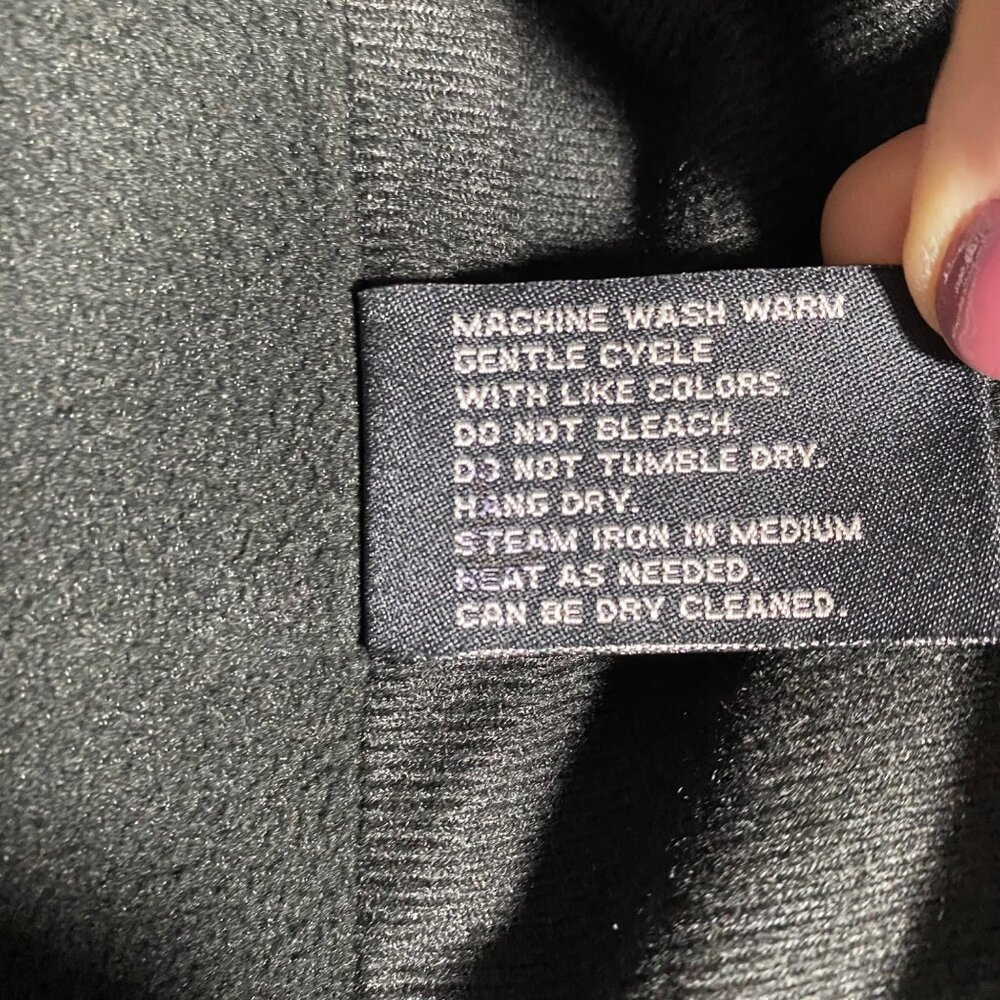 MACHINE WASH WARM
GENTLE CYCLE
WITH LIKE COLORS.
DO NOT BLEACH.
DO NOT TUMBLE DRY.
HANG DRY.
STEAM IRON IN MEDIUM
HEAT AS NEEDED.
CAN BE DRY CLEANED.